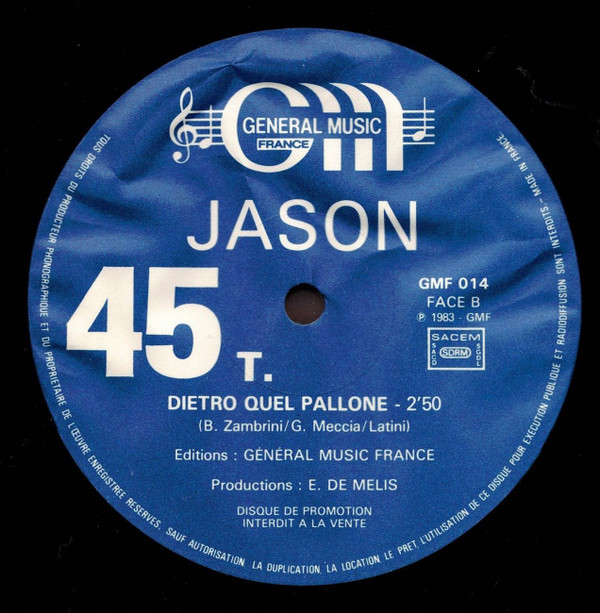 GENERAL MUSIC
FRANCE
JASON
45 T.
GMF 014
FACE B
℗ 1983 - GMF
SACEM
SACD
SDRM
SGDL
DIETRO QUEL PALLONE - 2'50
(B. Zambrini/G. Meccia/Latini)
Editions : GÉNÉRAL MUSIC FRANCE
Productions : E. DE MELIS
DISQUE DE PROMOTION
INTERDIT A LA VENTE
TOUS DROITS DU PRODUCTEUR PHONOGRAPHIQUE ET DU PROPRIETAIRE DE L'ŒUVRE ENREGISTREE RESERVES. SAUF AUTORISATION, LA DUPLICATION, LA LOCATION, LE PRET, L'UTILISATION DE CE DISQUE POUR EXECUTION PUBLIQUE ET RADIODIFFUSION SONT INTERDITS - MADE IN FRANCE